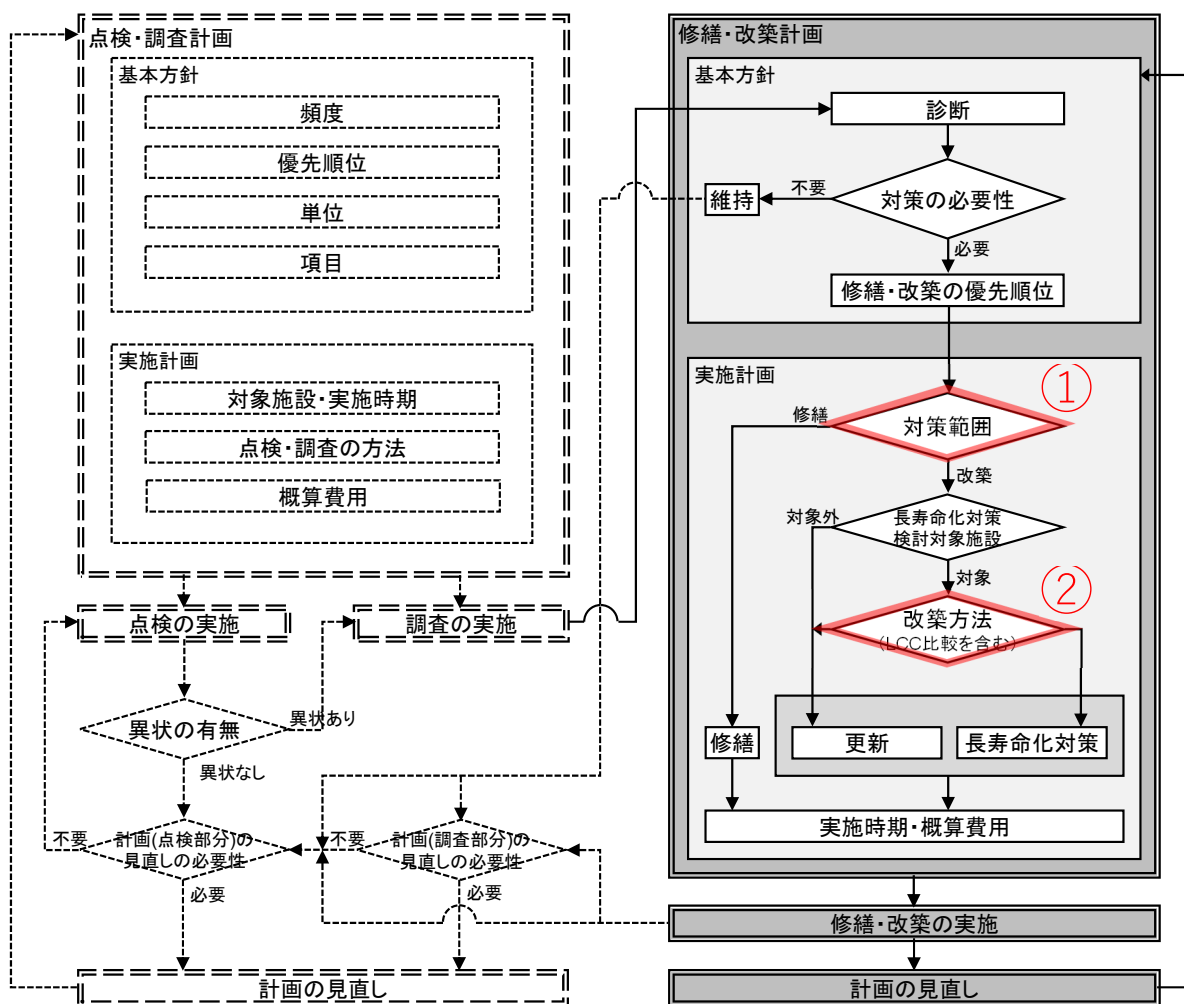 点検・調査計画
基本方針
頻度
優先順位
単位
項目
実施計画
対象施設・実施時期
点検・調査の方法
概算費用
点検の実施
調査の実施
異状の有無
異状あり
異状なし
計画(点検部分)の
見直しの必要性
不要
必要
計画(調査部分)の
見直しの必要性
不要
必要
計画の見直し
修繕・改築計画
基本方針
診断
対策の必要性
不要
維持
必要
修繕・改築の優先順位
実施計画
①
対策範囲
修繕
改築
長寿命化対策
検討対象施設
対象外
対象
②
改築方法
(LCC比較を含む)
修繕
更新
長寿命化対策
実施時期・概算費用
修繕・改築の実施
計画の見直し